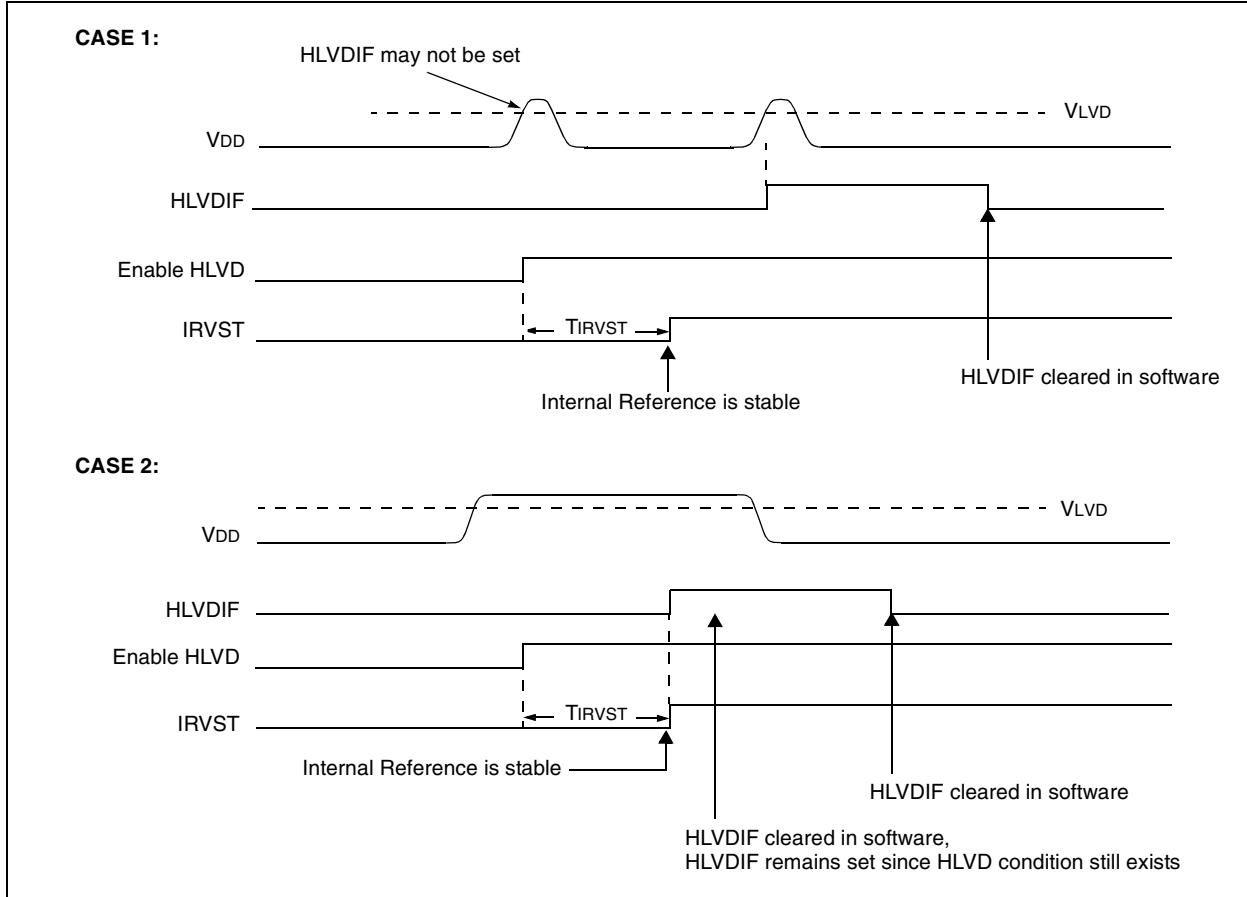 CASE 1:
HLVDIF may not be set
VLVD
VDD
HLVDIF
Enable HLVD
IRVST
TIRVST
HLVDIF cleared in software
Internal Reference is stable
CASE 2:
VLVD
VDD
HLVDIF
Enable HLVD
IRVST
TIRVST
Internal Reference is stable
HLVDIF cleared in software
HLVDIF cleared in software,
HLVDIF remains set since HLVD condition still exists